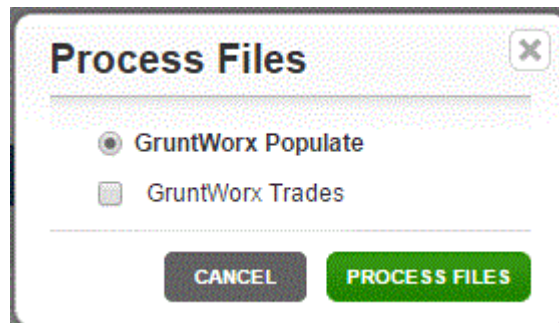 Process Files
GruntWorx Populate
GruntWorx Trades
CANCEL
PROCESS FILES